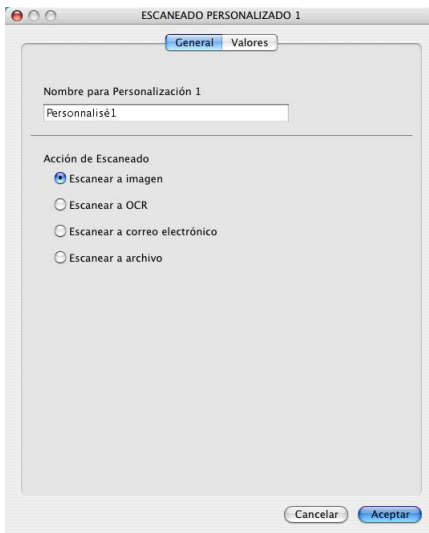 ESCANEADO PERSONALIZADO 1
General Valores
Nombre para Personalización 1
Personnalisé1
Acción de Escaneado
Escanear a imagen
Escanear a OCR
Escanear a correo electrónico
Escanear a archivo
Cancelar Aceptar